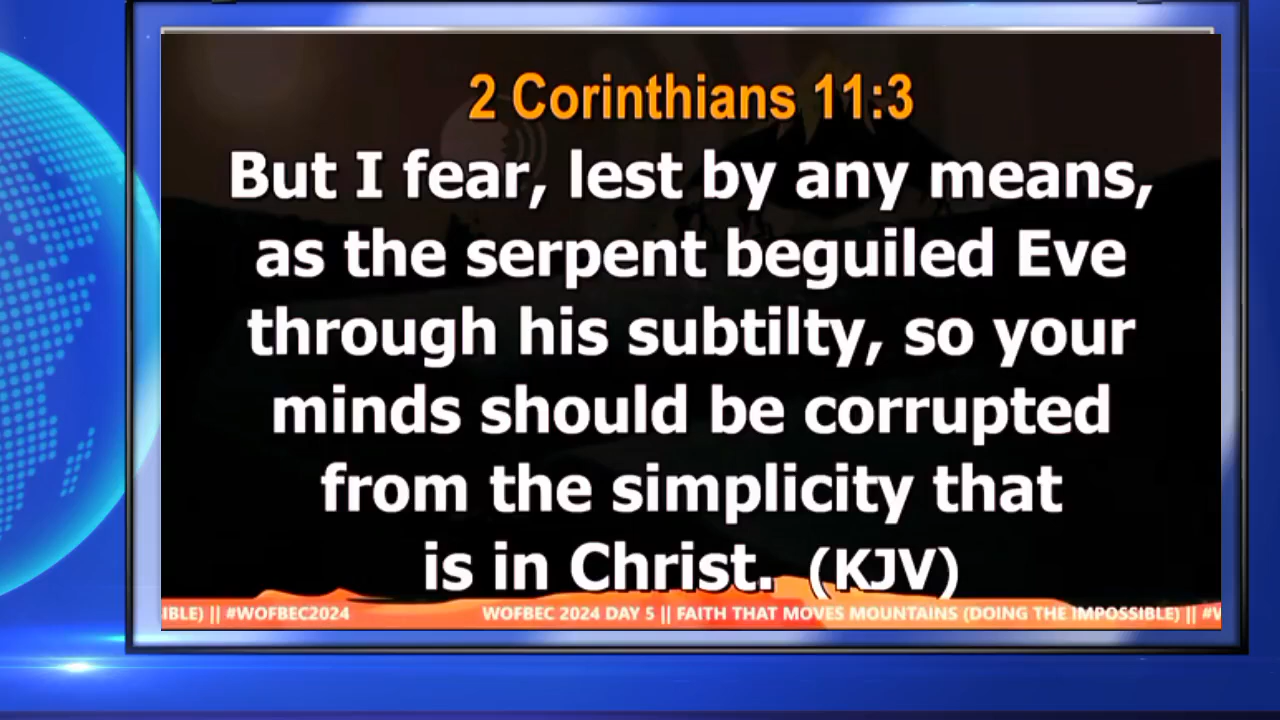 2 Corinthians 11:3
But I fear, lest by any means,
as the serpent beguiled Eve
through his subtilty, so your
minds should be corrupted
from the simplicity that
is in Christ. (KJV)
IBLE) || #WOFBEC2024 WOFBEC 2024 DAY 5 || FAITH THAT MOVES MOUNTAINS (DOING THE IMPOSSIBLE) || #W